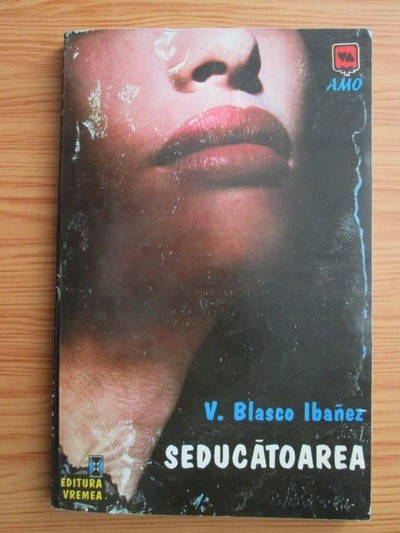 AMO
V. Blasco Ibañez
SEDUCĂTOAREA
EDITURA
VREMEA